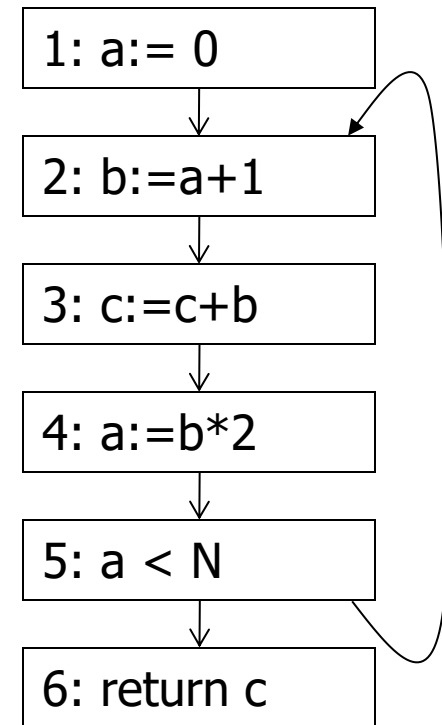 1: a:= 0
2: b:=a+1
3: c:=c+b
4: a:=b*2
5: a < N
6: return c